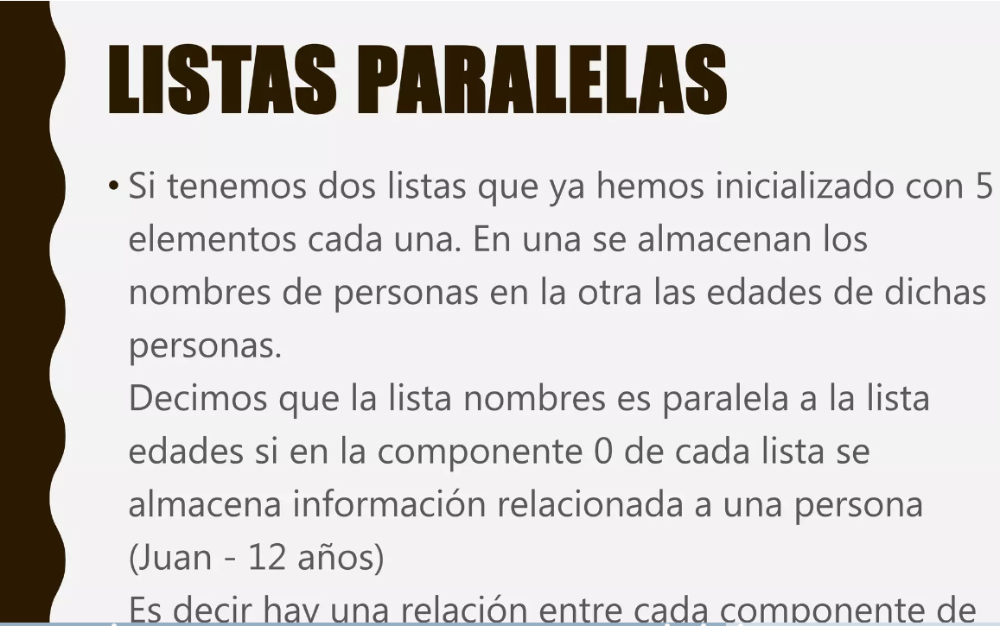 LISTAS PARALELAS
• Si tenemos dos listas que ya hemos inicializado con 5
elementos cada una. En una se almacenan los
nombres de personas en la otra las edades de dichas
personas.
Decimos que la lista nombres es paralela a la lista
edades si en la componente 0 de cada lista se
almacena información relacionada a una persona
(Juan - 12 años)
Es decir hay una relación entre cada componente de